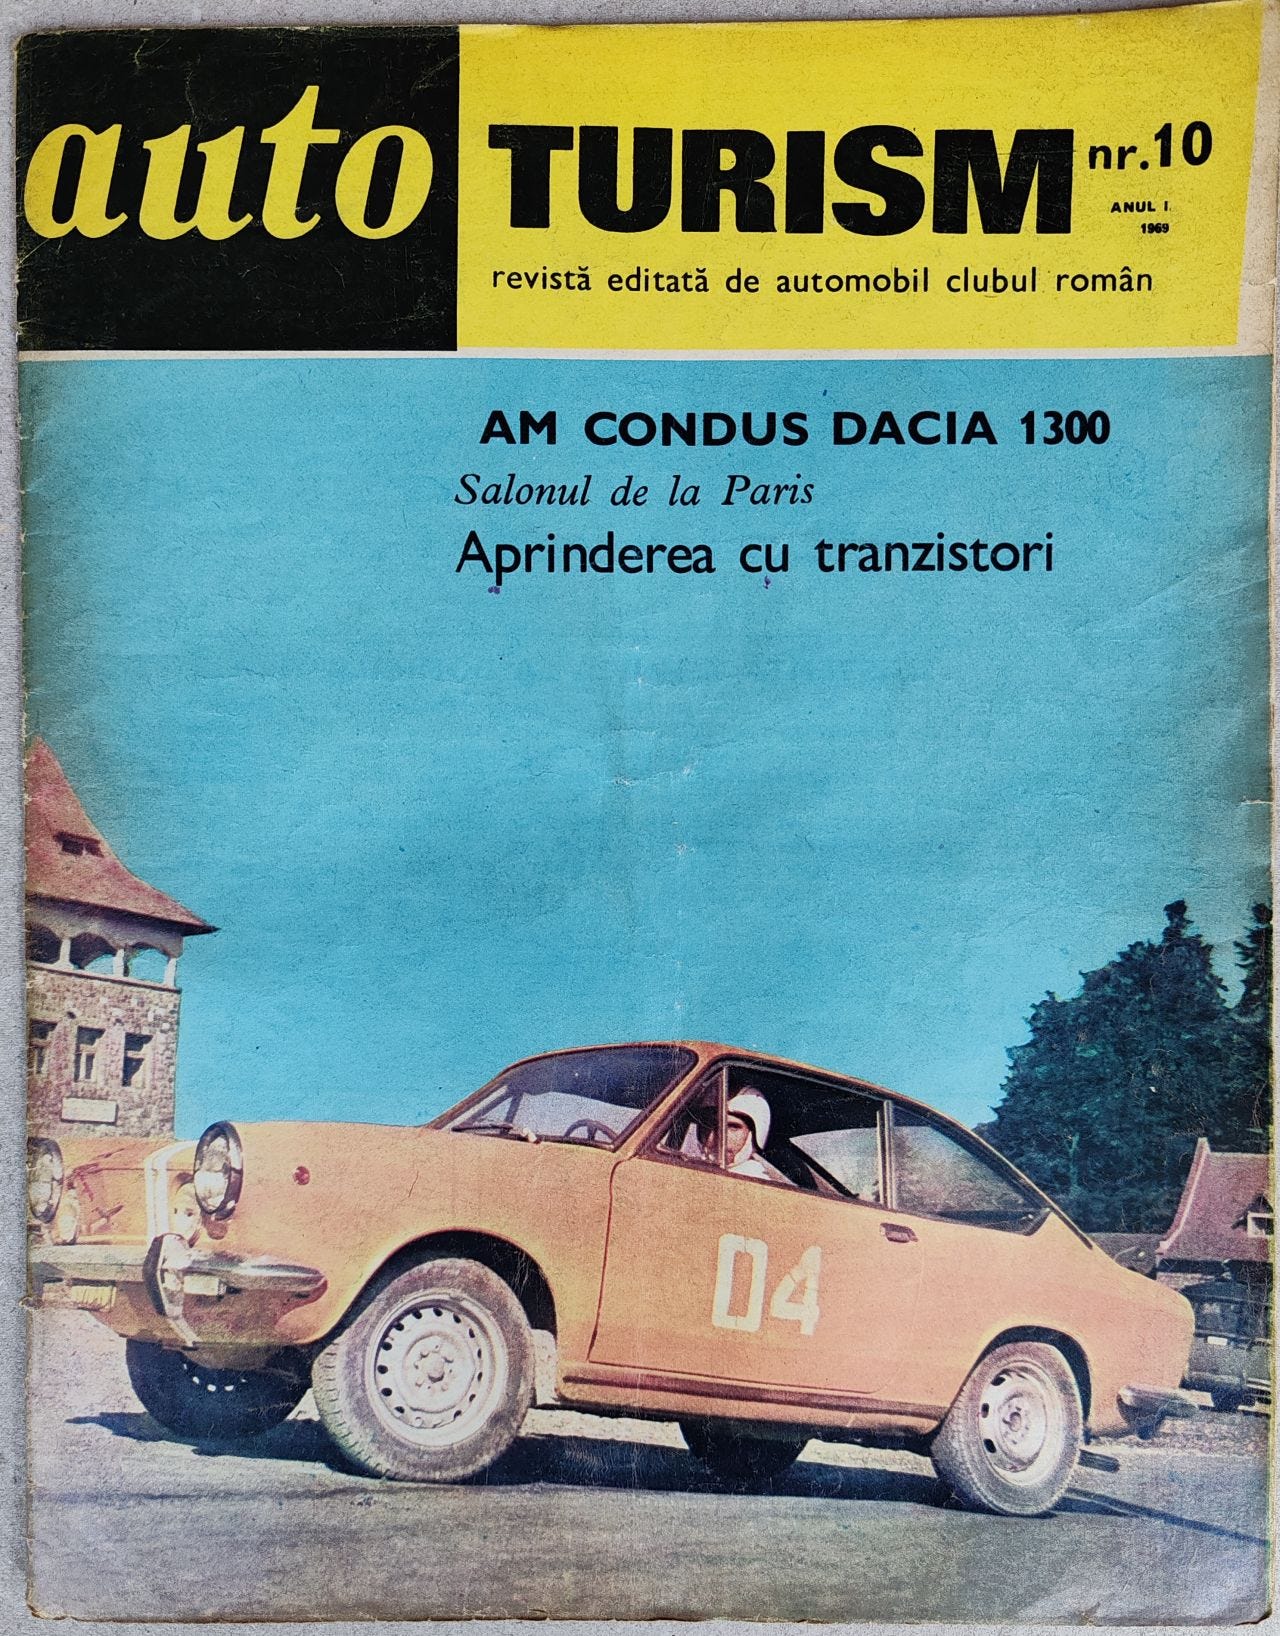 auto TURISM nr.10
ANUL I
1969
revistă editată de automobil clubul român
AM CONDUS DACIA 1300
Salonul de la Paris
Aprinderea cu tranzistori
04